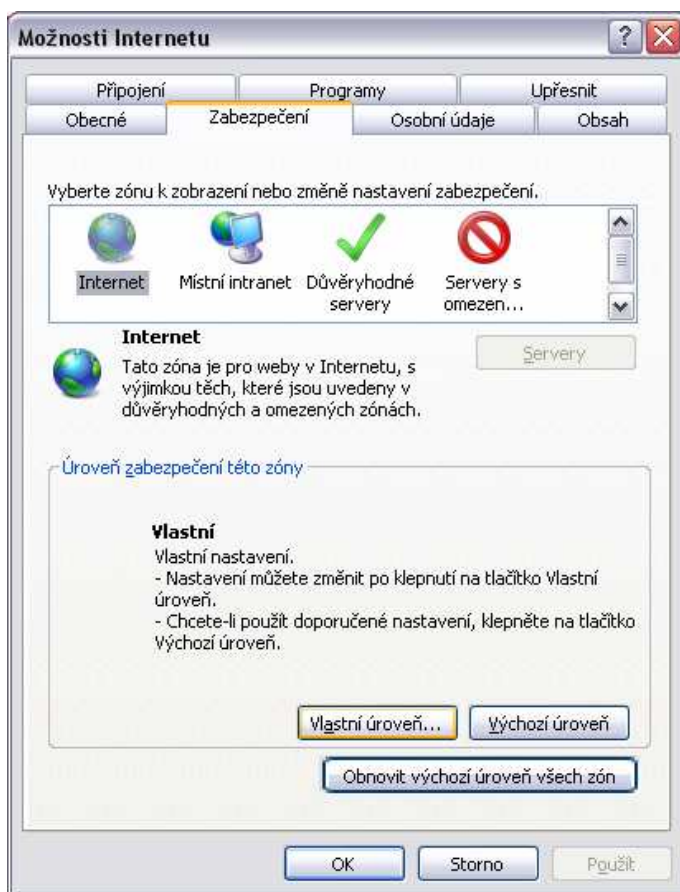 Možnosti Internetu
Připojení Programy Upřesnit
Obecné Zabezpečení Osobní údaje Obsah
Vyberte zónu k zobrazení nebo změně nastavení zabezpečení.
Internet Místní intranet Důvěryhodné servery Servery s omezen...
Internet
Servery
Tato zóna je pro weby v Internetu, s
výjimkou těch, které jsou uvedeny v
důvěryhodných a omezených zónách.
Úroveň zabezpečení této zóny
Vlastní
Vlastní nastavení.
- Nastavení můžete změnit po klepnutí na tlačítko Vlastní
úroveň.
- Chcete-li použít doporučené nastavení, klepněte na tlačítko
Výchozí úroveň.
Vlastní úroveň... Výchozí úroveň
Obnovit výchozí úroveň všech zón
OK Storno Použít